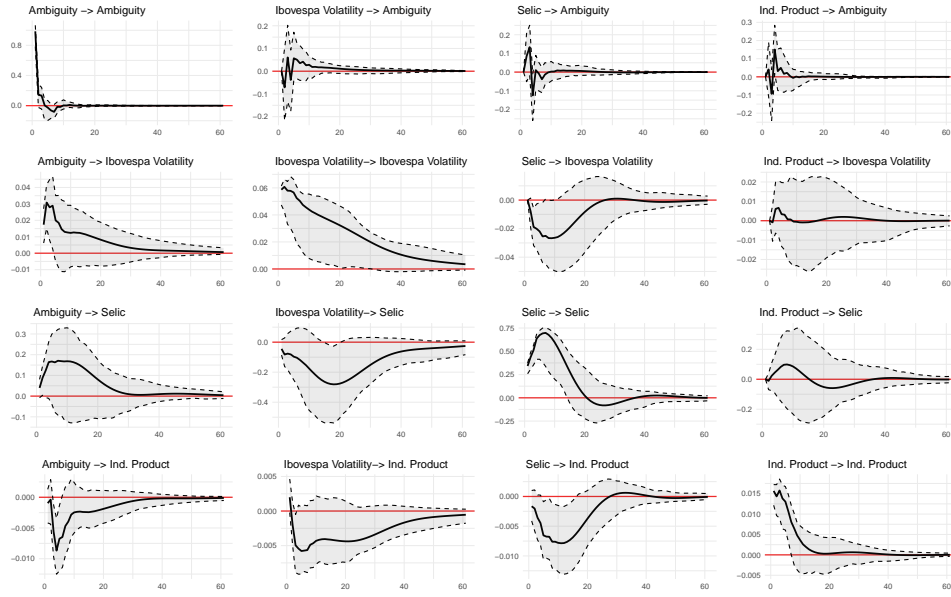 Ambiguity –> Ambiguity
0.8
0.4
0.0
0 20 40 60
Ibovespa Volatility –> Ambiguity
0.2
0.1
0.0
−0.1
−0.2
0 20 40 60
Selic –> Ambiguity
0.2
0.1
0.0
−0.1
−0.2
0 20 40 60
Ind. Product –> Ambiguity
0.3
0.2
0.1
0.0
−0.1
−0.2
0 20 40 60
Ambiguity –> Ibovespa Volatility
0.04
0.03
0.02
0.01
0.00
−0.01
0 20 40 60
Ibovespa Volatility–> Ibovespa Volatility
0.06
0.04
0.02
0.00
0 20 40 60
Selic –> Ibovespa Volatility
0.00
−0.02
−0.04
0 20 40 60
Ind. Product –> Ibovespa Volatility
0.02
0.01
0.00
−0.01
−0.02
0 20 40 60
Ambiguity –> Selic
0.3
0.2
0.1
0.0
−0.1
0 20 40 60
Ibovespa Volatility–> Selic
0.0
−0.2
−0.4
0 20 40 60
Selic –> Selic
0.75
0.50
0.25
0.00
−0.25
0 20 40 60
Ind. Product –> Selic
0.2
0.0
−0.2
0 20 40 60
Ambiguity –> Ind. Product
0.000
−0.005
−0.010
0 20 40 60
Ibovespa Volatility–> Ind. Product
0.005
0.000
−0.005
0 20 40 60
Selic –> Ind. Product
0.000
−0.005
−0.010
0 20 40 60
Ind. Product –> Ind. Product
0.015
0.010
0.005
0.000
−0.005
0 20 40 60